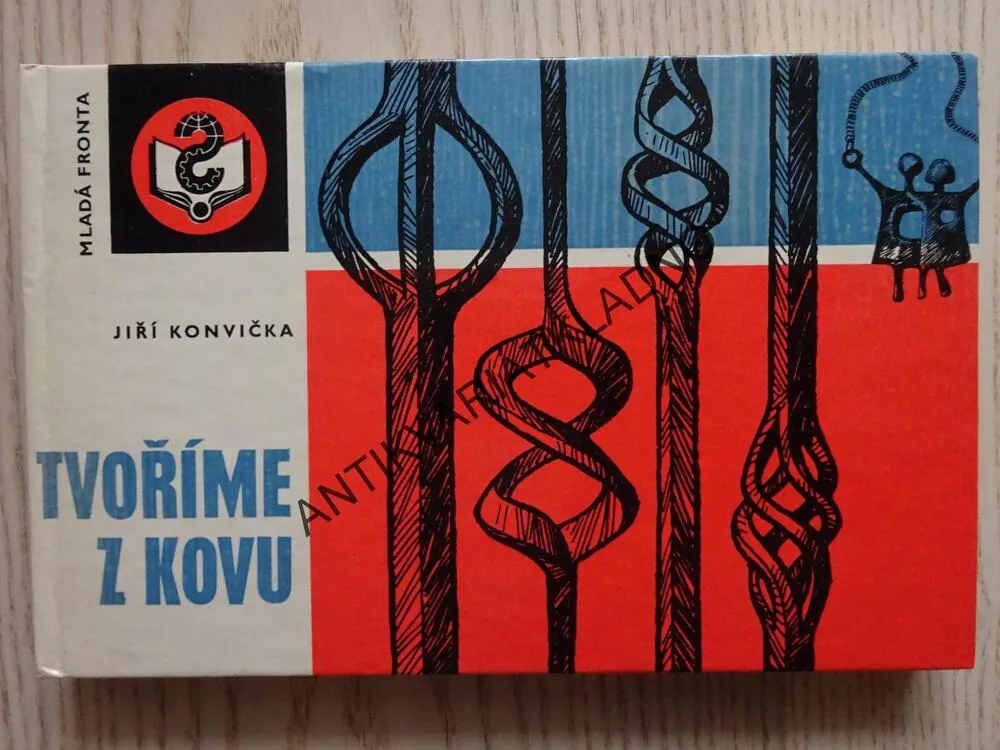 MLADÁ FRONTA
JIŘÍ KONVIČKA
TVOŘÍME
Z KOVU